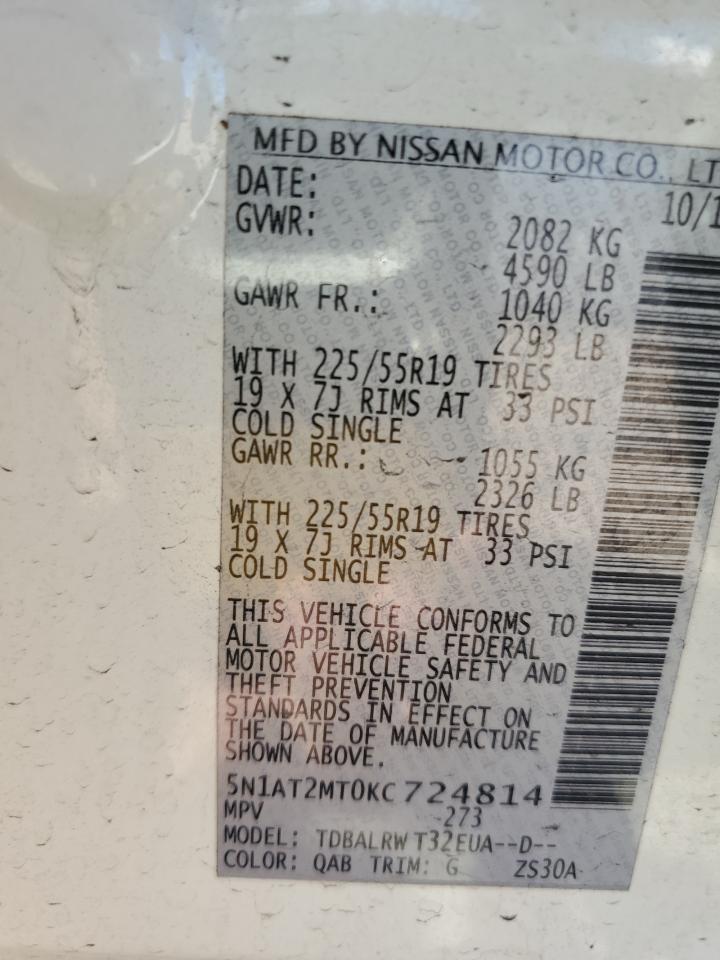 MFD BY NISSAN MOTOR CO., LT
DATE: 10/1
GVWR: 2082 KG
4590 LB
GAWR FR.: 1040 KG
2293 LB
WITH 225/55R19 TIRES
19 X 7J RIMS AT 33 PSI
COLD SINGLE
GAWR RR.: 1055 KG
2326 LB
WITH 225/55R19 TIRES
19 X 7J RIMS AT 33 PSI
COLD SINGLE
THIS VEHICLE CONFORMS TO
ALL APPLICABLE FEDERAL
MOTOR VEHICLE SAFETY AND
THEFT PREVENTION
STANDARDS IN EFFECT ON
THE DATE OF MANUFACTURE
SHOWN ABOVE.
5N1AT2MT0KC724814
MPV 273
MODEL: TDBALRW T32EUA--D--
COLOR: QAB TRIM: G ZS30A